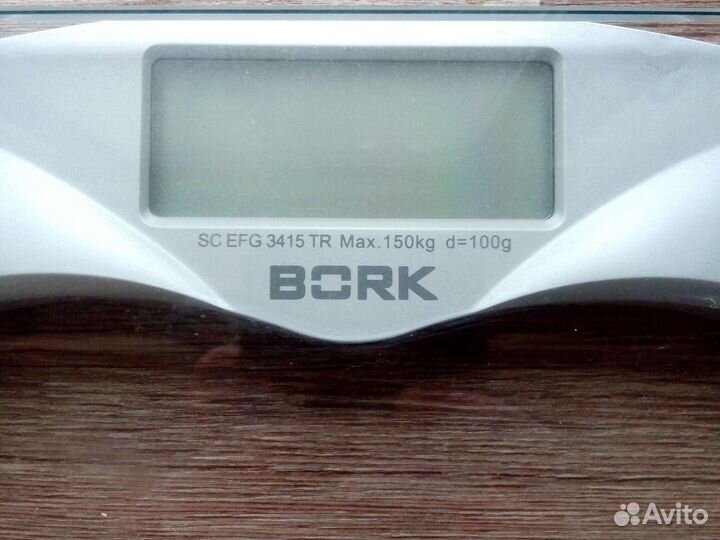 SC EFG 3415 TR Max.150kg d=100g
BORK
Avito